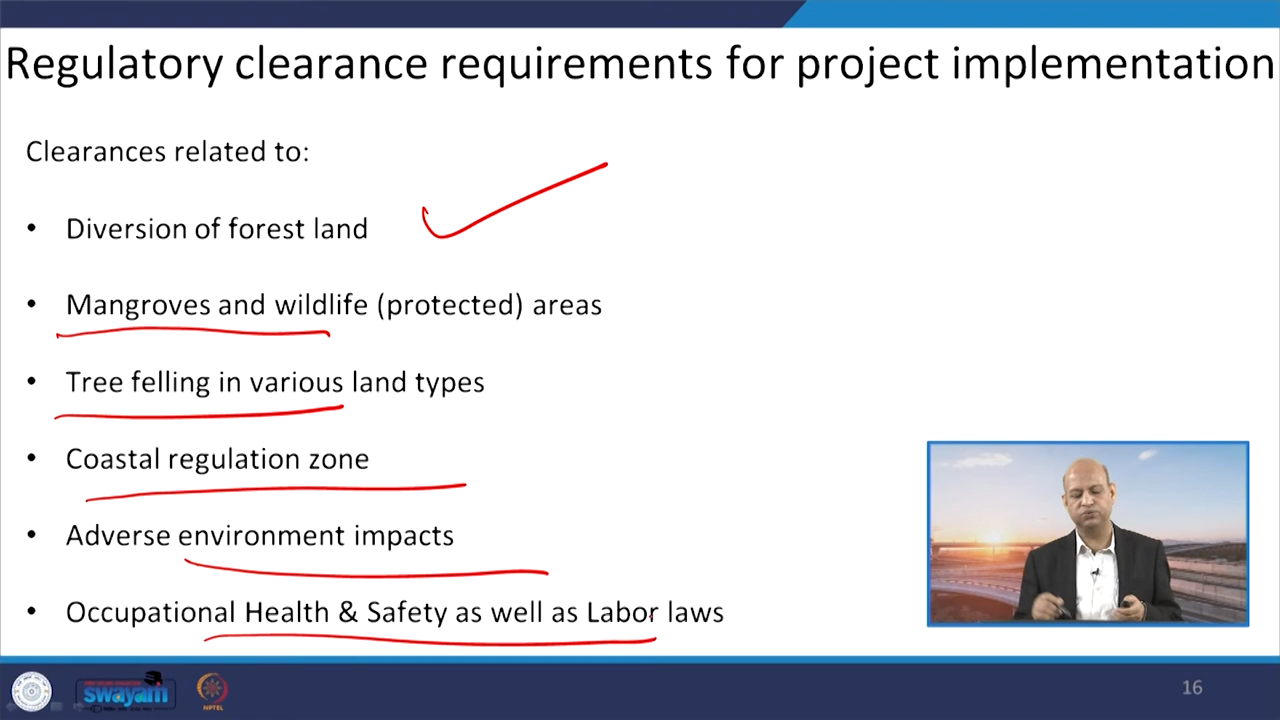 Regulatory clearance requirements for project implementation
Clearances related to:
• Diversion of forest land
• Mangroves and wildlife (protected) areas
• Tree felling in various land types
• Coastal regulation zone
• Adverse environment impacts
• Occupational Health & Safety as well as Labor laws
swayam
NPTEL
16